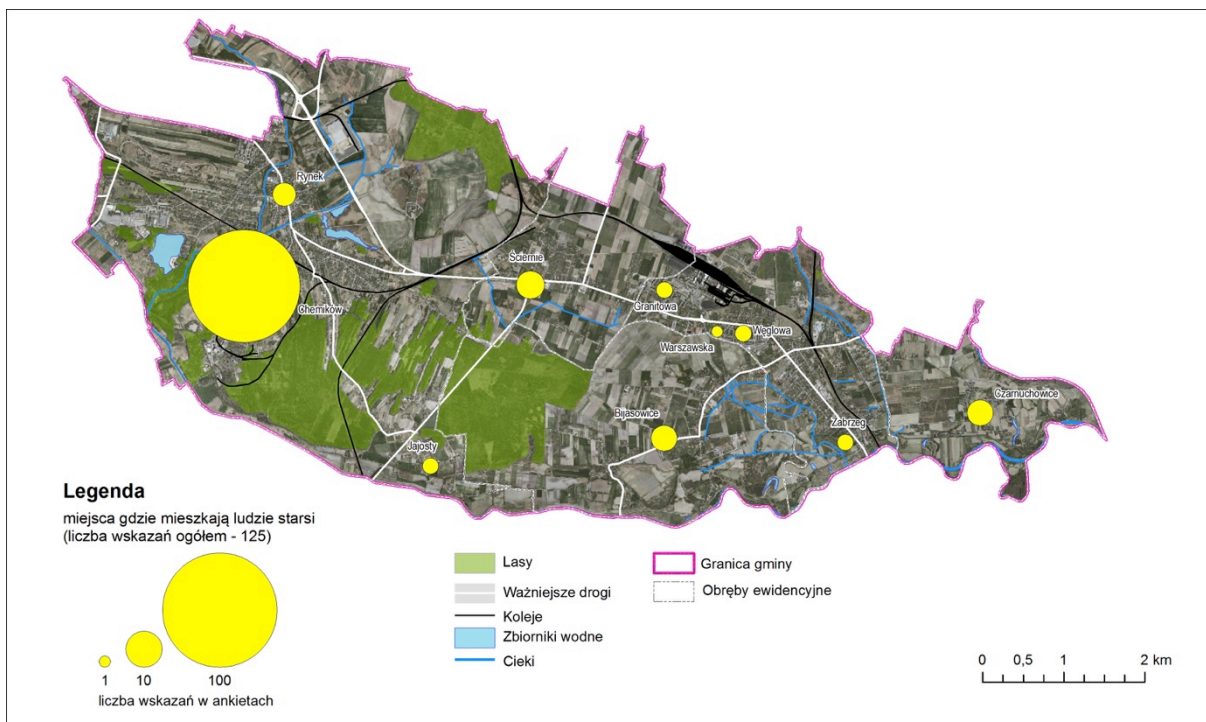 Rynek
Ściernie
Chemików
Granitowa
Węglowa
Warszawska
Czarnuchowice
Bijasowice
Zabrzeg
Jajosty
Legenda
miejsca gdzie mieszkają ludzie starsi
(liczba wskazań ogółem - 125)
1 10 100
liczba wskazań w ankietach
Lasy
Ważniejsze drogi
Koleje
Zbiorniki wodne
Cieki
Granica gminy
Obręby ewidencyjne
0 0,5 1 2 km